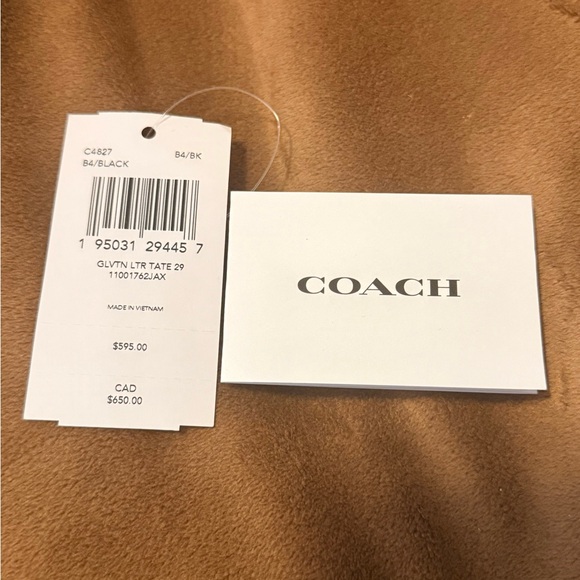 C4827 B4/BK
B4/BLACK
1 95031 29445 7
GLVTN LTR TATE 29
11001762JAX
MADE IN VIETNAM
$595.00
CAD
$650.00
COACH